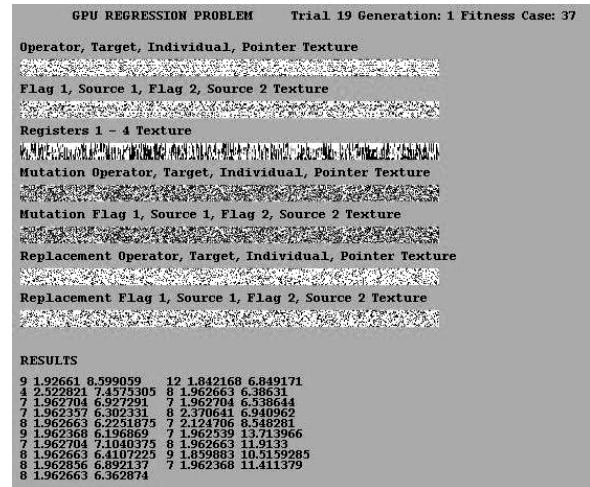 GPU REGRESSION PROBLEM Trial 19 Generation: 1 Fitness Case: 37
Operator, Target, Individual, Pointer Texture
Flag 1, Source 1, Flag 2, Source 2 Texture
Registers 1 - 4 Texture
Mutation Operator, Target, Individual, Pointer Texture
Mutation Flag 1, Source 1, Flag 2, Source 2 Texture
Replacement Operator, Target, Individual, Pointer Texture
Replacement Flag 1, Source 1, Flag 2, Source 2 Texture
RESULTS
9 1.92661 8.599059 12 1.842168 6.849171
4 2.522821 7.4575305 8 1.962663 6.38631
7 1.962704 6.927291 7 1.962704 6.538644
7 1.962357 6.302331 8 2.370641 6.940962
8 1.962663 6.2251875 7 2.124706 8.548281
9 1.962368 6.196869 7 1.962539 13.713966
7 1.962704 7.1040375 8 1.962663 11.9133
8 1.962663 6.4107225 9 1.859883 10.5159285
8 1.962856 6.892137 7 1.962368 11.411379
8 1.962663 6.362874